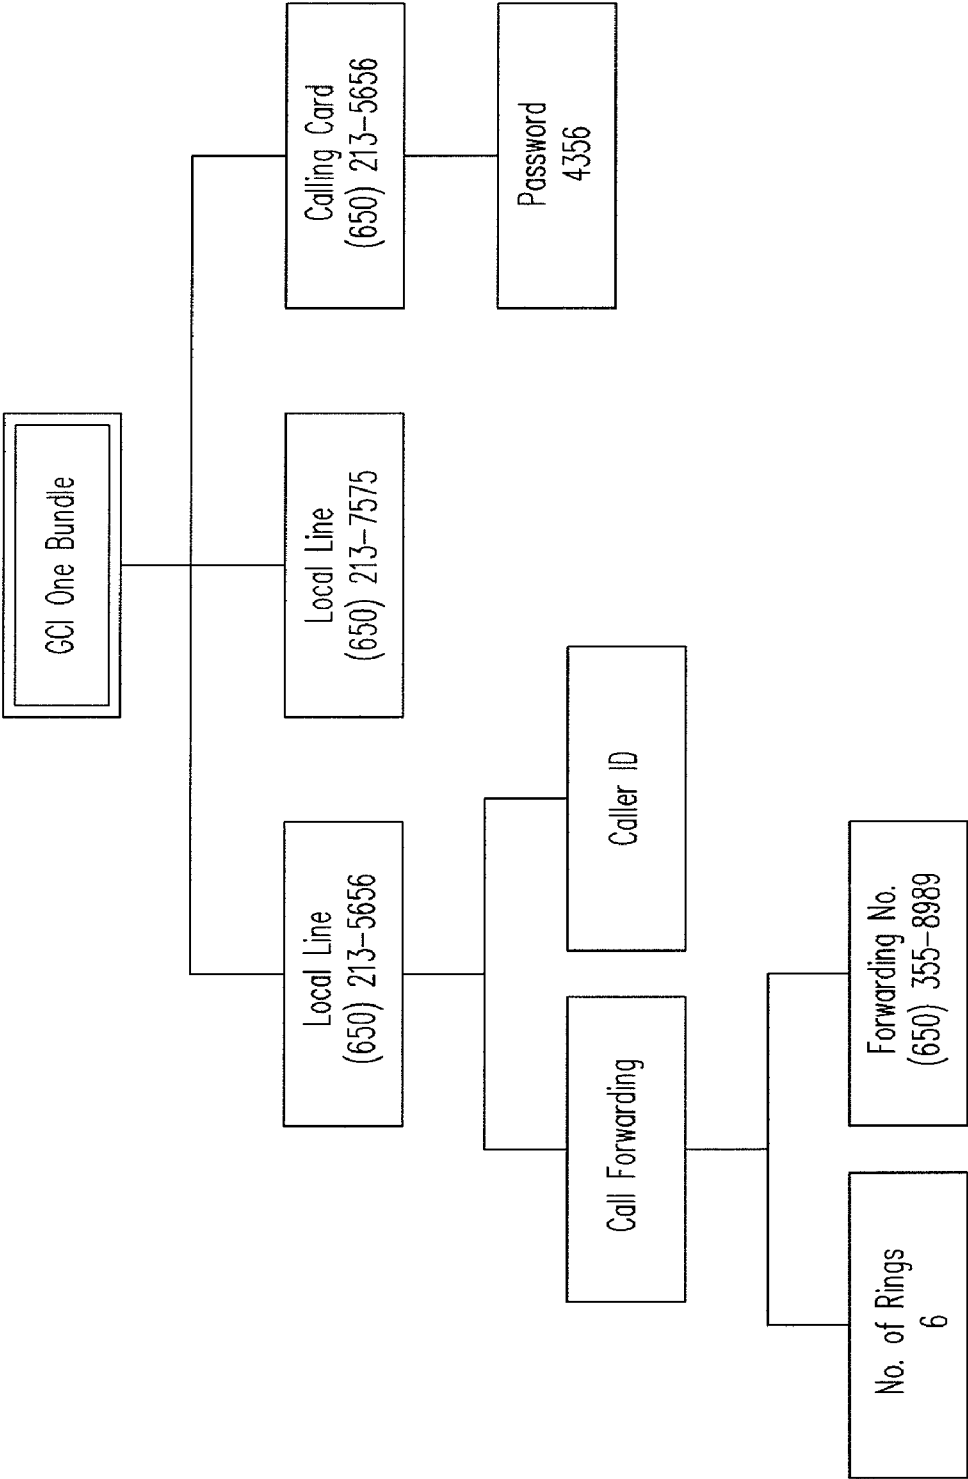 GCI One Bundle
Local Line
(650) 213-5656
Local Line
(650) 213-7575
Calling Card
(650) 213-5656
Call Forwarding
Caller ID
Password
4356
No. of Rings
6
Forwarding No.
(650) 355-8989